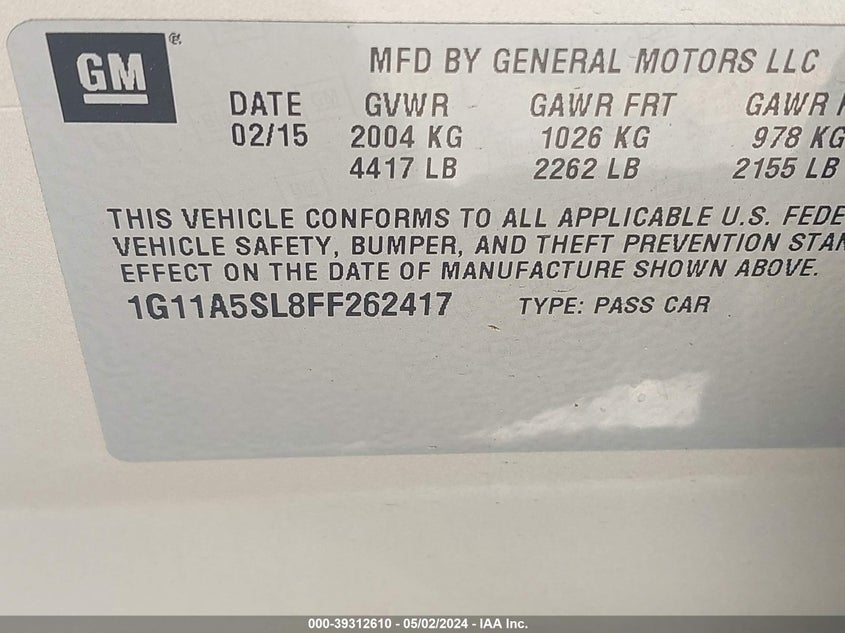 GM®
MFD BY GENERAL MOTORS LLC
DATE GVWR GAWR FRT GAWR
02/15 2004 KG 1026 KG 978 KG
4417 LB 2262 LB 2155 LB
THIS VEHICLE CONFORMS TO ALL APPLICABLE U.S. FEDE
VEHICLE SAFETY, BUMPER, AND THEFT PREVENTION STAN
EFFECT ON THE DATE OF MANUFACTURE SHOWN ABOVE.
1G11A5SL8FF262417 TYPE: PASS CAR
000-39312610 - 05/02/2024 - IAA Inc.